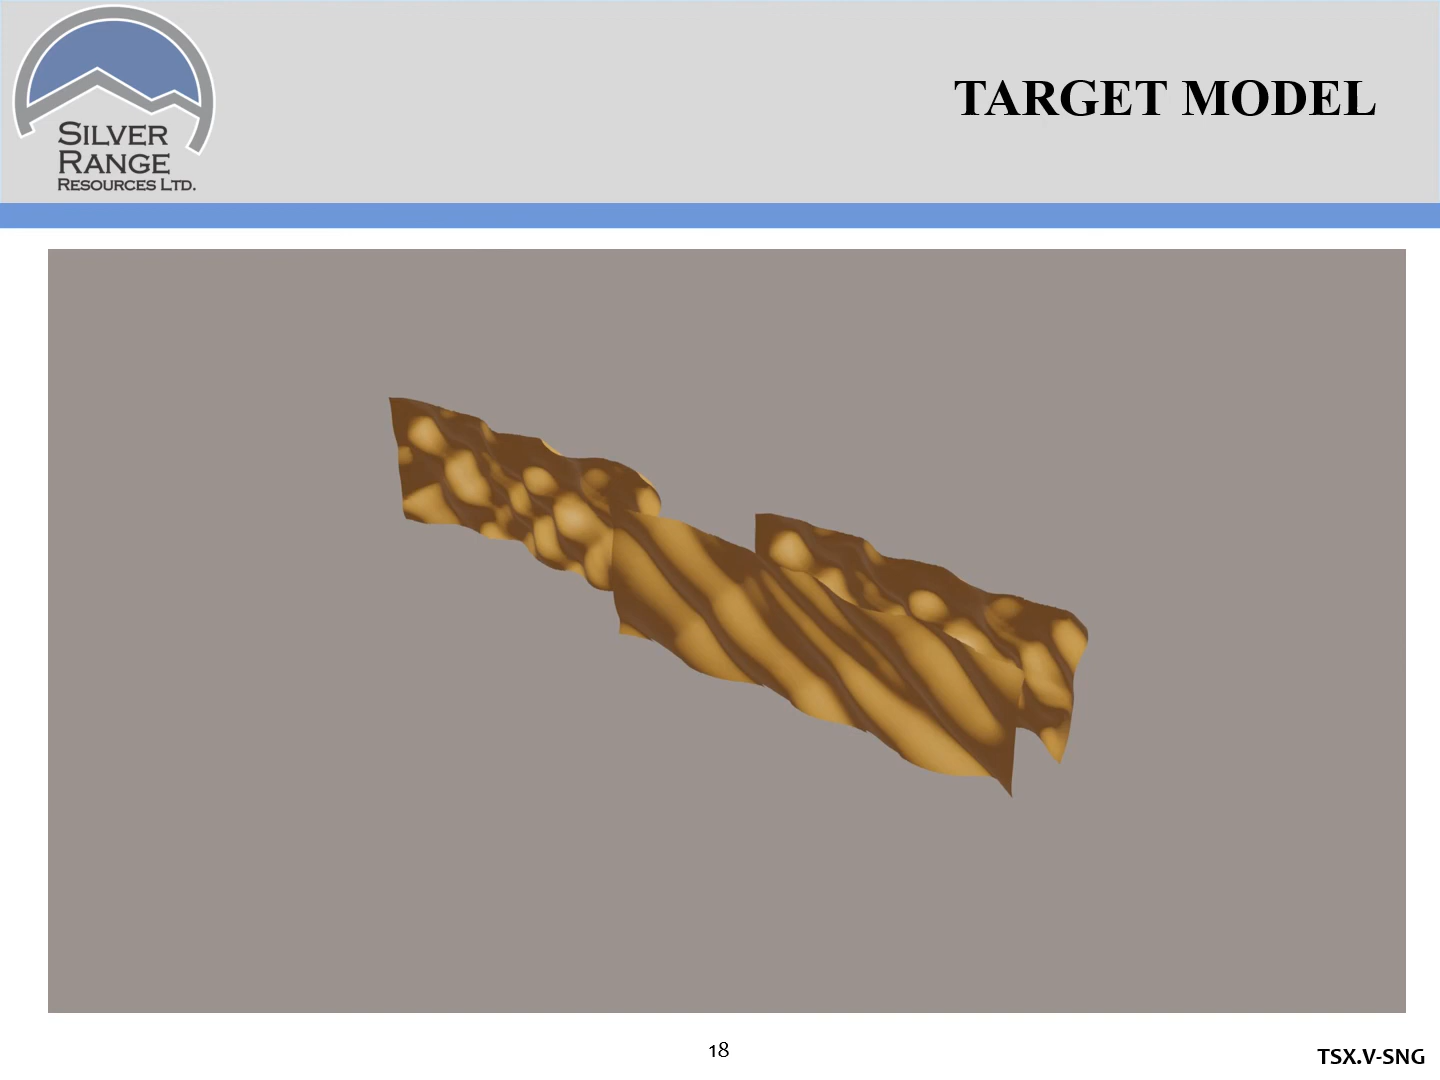 SILVER
RANGE
RESOURCES LTD.
TARGET MODEL
18
TSX.V-SNG